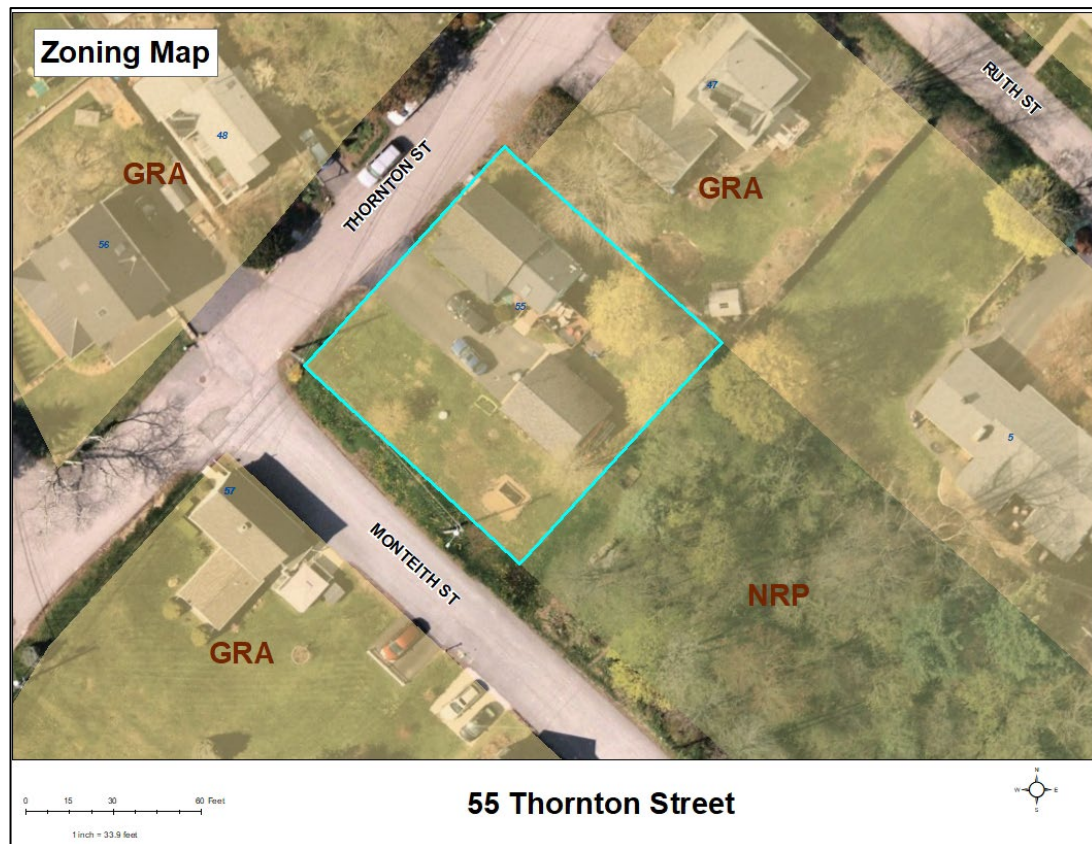 Zoning Map
RUTH ST
47
48
THORNTON ST
GRA
GRA
56
55
5
57
MONTEITH ST
NRP
GRA
0 15 30 60 Feet
1 inch = 33.9 feet
55 Thornton Street
N
W E
S